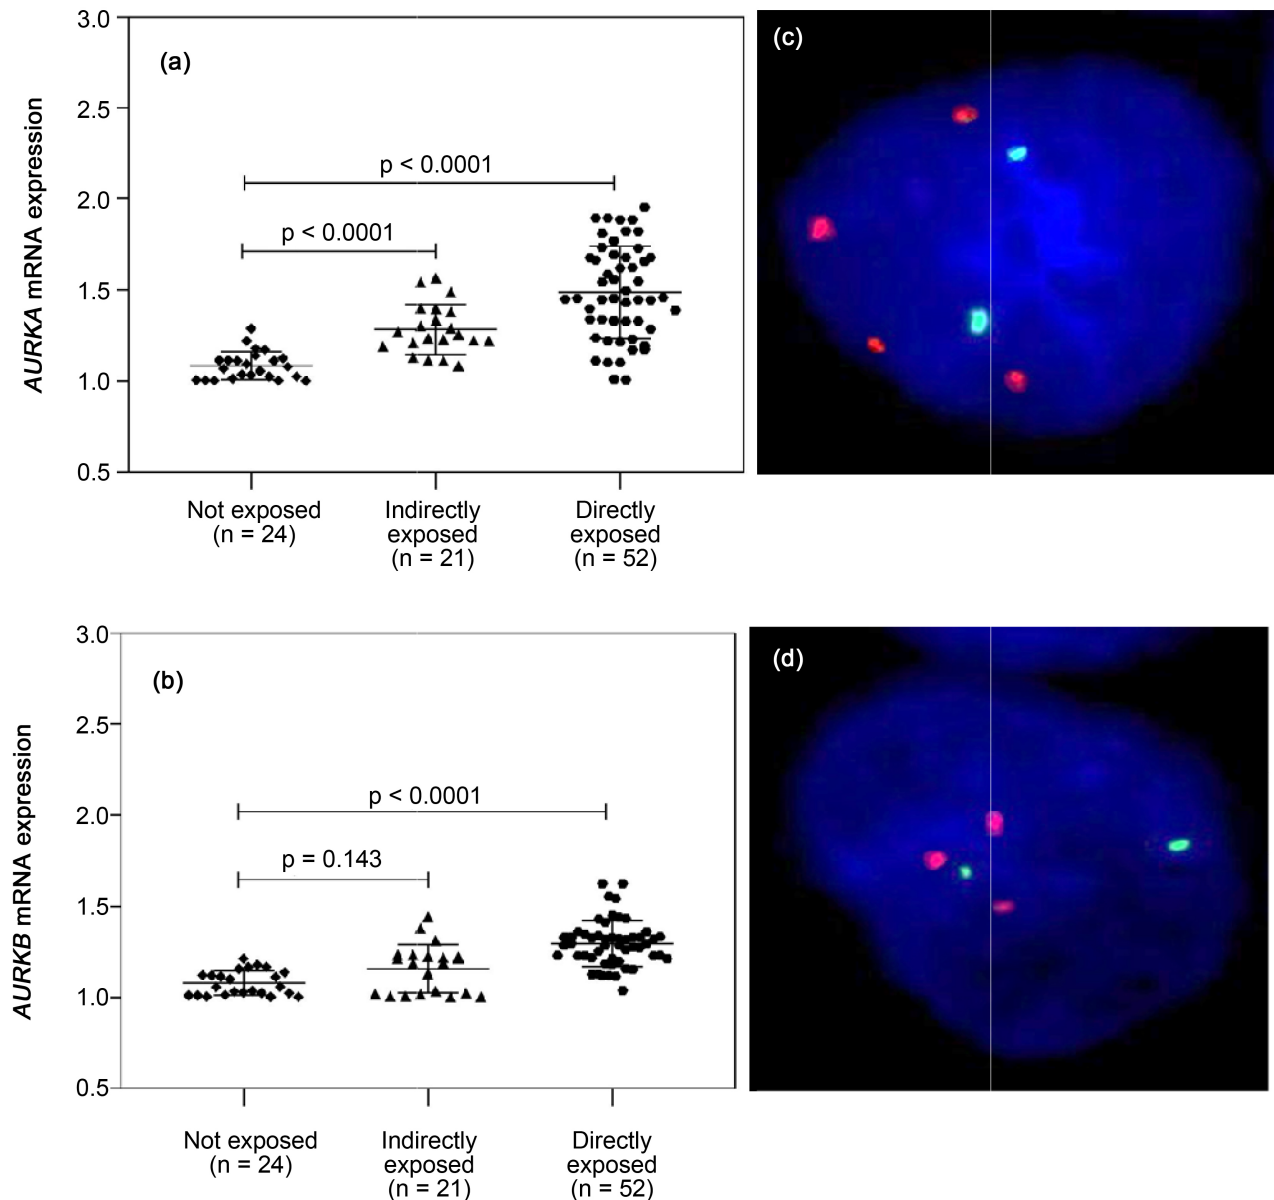 (a)
AURKA mRNA expression
3.0
2.5
2.0
1.5
1.0
0.5
p < 0.0001
p < 0.0001
Not exposed
(n = 24)
Indirectly
exposed
(n = 21)
Directly
exposed
(n = 52)
(c)
(b)
AURKB mRNA expression
3.0
2.5
2.0
1.5
1.0
0.5
p < 0.0001
p = 0.143
Not exposed
(n = 24)
Indirectly
exposed
(n = 21)
Directly
exposed
(n = 52)
(d)